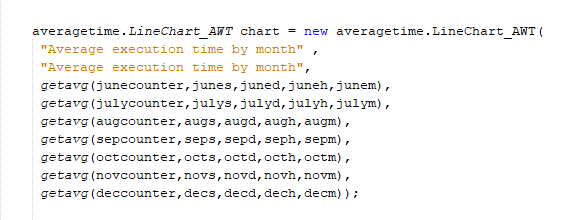 averagetime.LineChart_AWT chart = new averagetime.LineChart_AWT(
"Average execution time by month" ,
"Average execution time by month",
getavg(junecounter,junes,juned,juneh,junem),
getavg(julycounter,julys,julyd,julyh,julym),
getavg(augcounter,augs,augd,augh,augm),
getavg(sepcounter,seps,sepd,seph,sepm),
getavg(octcounter,octs,octd,octh,octm),
getavg(novcounter,novs,novd,novh,novm),
getavg(deccounter,decs,decd,dech,decm));